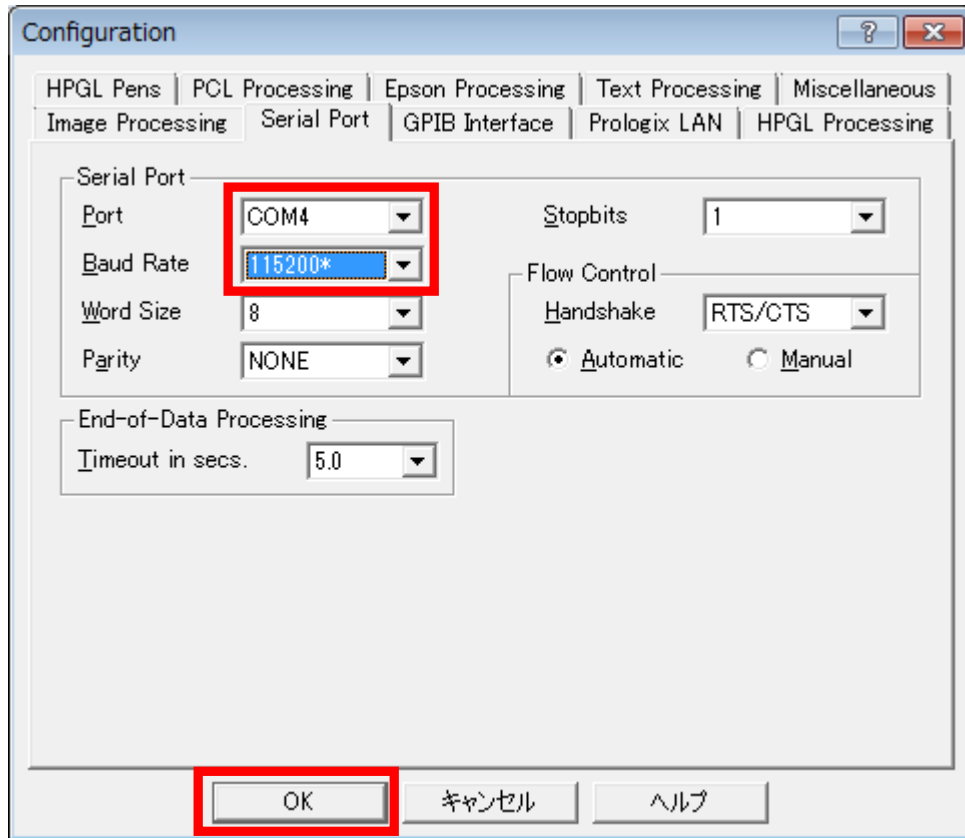 Configuration
HPGL Pens PCL Processing Epson Processing Text Processing Miscellaneous
Image Processing Serial Port GPIB Interface Prologix LAN HPGL Processing
Serial Port
Port COM4 Stopbits 1
Baud Rate 115200*
Flow Control
Word Size 8 Handshake RTS/CTS
Parity NONE Automatic Manual
End-of-Data Processing
Timeout in secs. 5.0
OK キャンセル ヘルプ